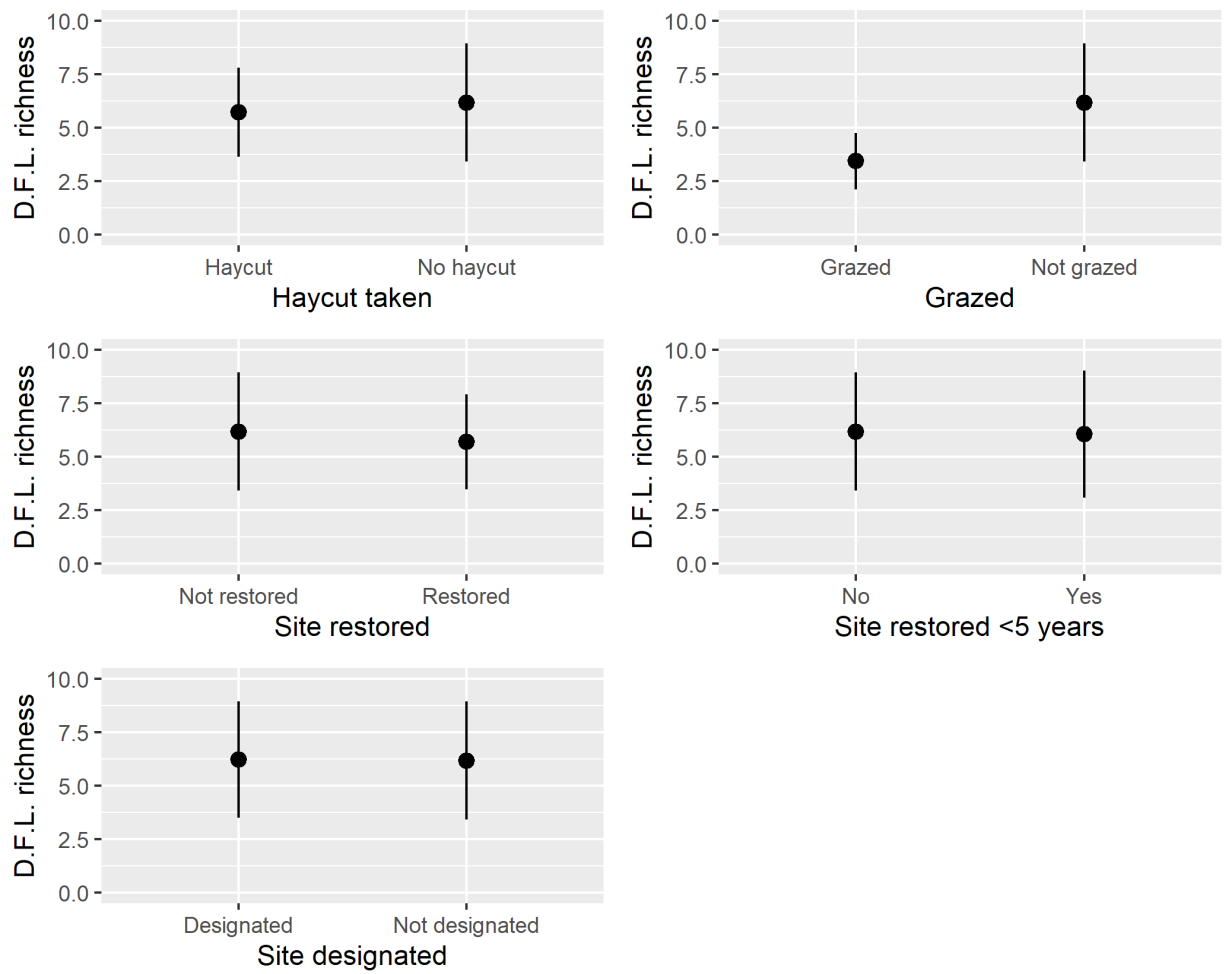 D.F.L. richness
10.0
7.5
5.0
2.5
0.0
Haycut No haycut
Haycut taken
D.F.L. richness
10.0
7.5
5.0
2.5
0.0
Grazed Not grazed
Grazed
D.F.L. richness
10.0
7.5
5.0
2.5
0.0
Not restored Restored
Site restored
D.F.L. richness
10.0
7.5
5.0
2.5
0.0
No Yes
Site restored <5 years
D.F.L. richness
10.0
7.5
5.0
2.5
0.0
Designated Not designated
Site designated